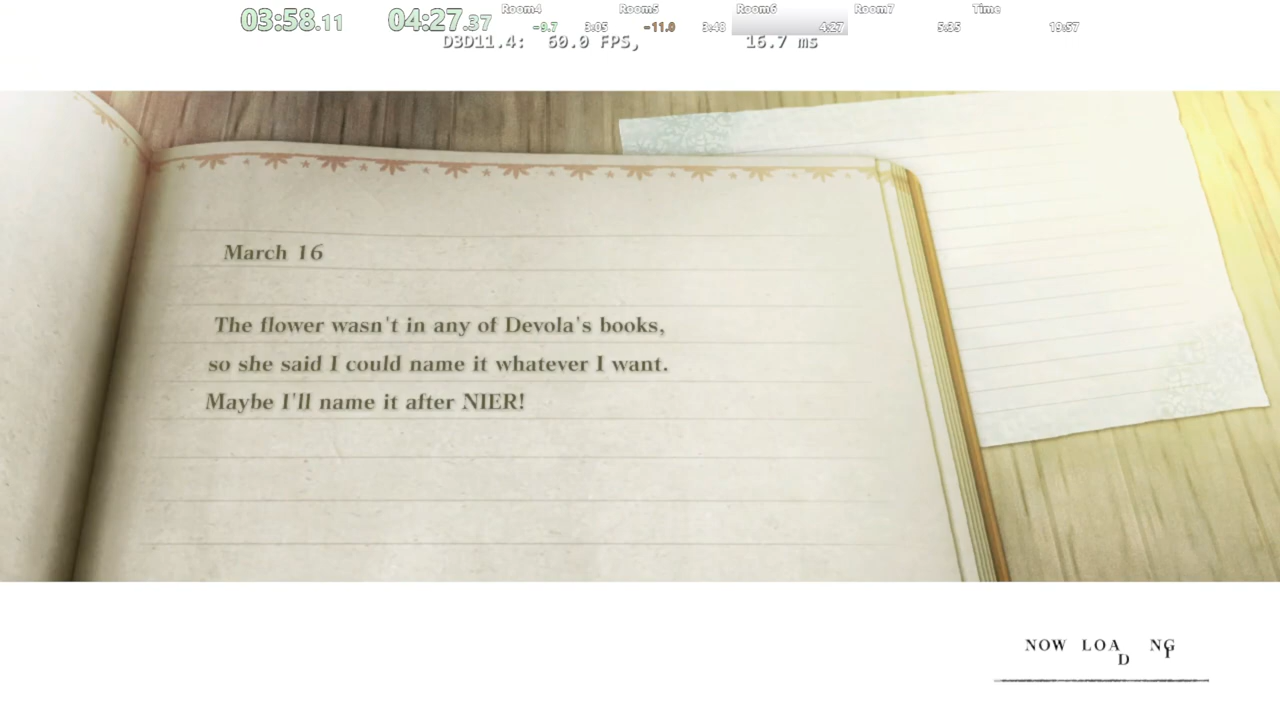 03:58.11 04:27.37 Room4 Room5 Room6 Room7 Time
-9.7 3:05 -11.0 3:48 4:27 5:35 19:57
D3D11.4: 60.0 FPS, 16.7 ms
March 16
The flower wasn't in any of Devola's books,
so she said I could name it whatever I want.
Maybe I'll name it after NIER!
NOW LOADING